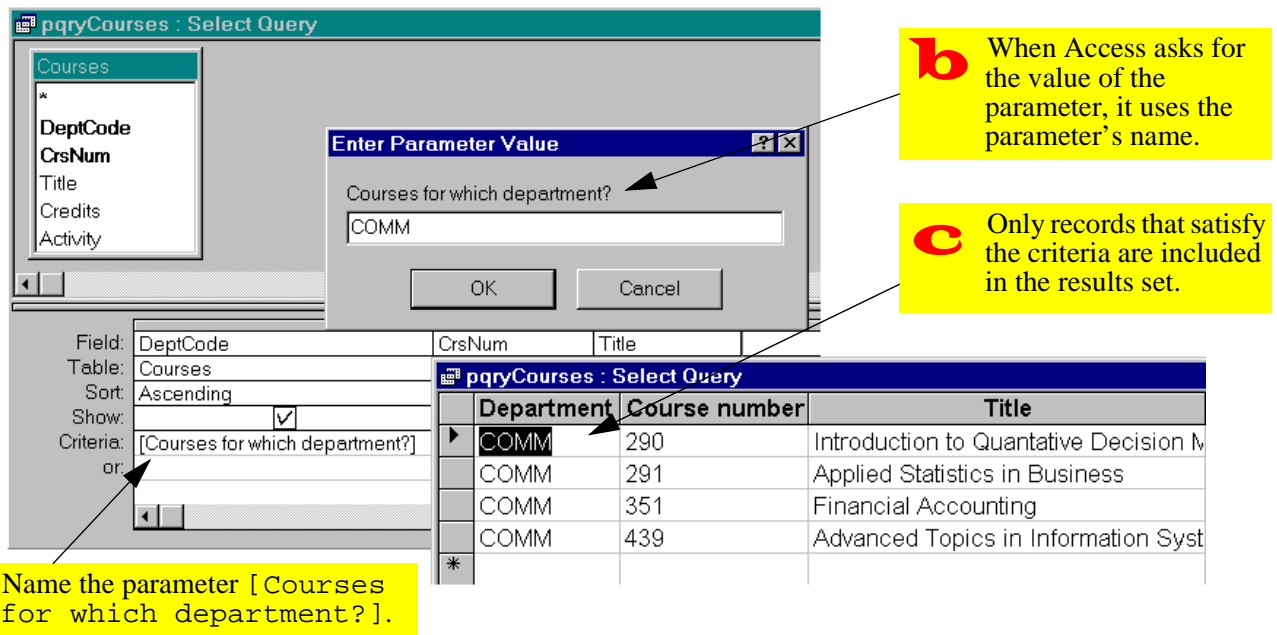 pqryCourses : Select Query
Courses
*
DeptCode
CrsNum
Title
Credits
Activity
Enter Parameter Value
Courses for which department?
COMM
OK
Cancel
b
When Access asks for
the value of the
parameter, it uses the
parameter’s name.
c
Only records that satisfy
the criteria are included
in the results set.
Field: DeptCode CrsNum Title
Table: Courses
Sort: Ascending
Show:
Criteria: [Courses for which department?]
or:
pqryCourses : Select Query
Department Course number Title
COMM 290 Introduction to Quantative Decision M
COMM 291 Applied Statistics in Business
COMM 351 Financial Accounting
COMM 439 Advanced Topics in Information Syst
*
Name the parameter [Courses
for which department?].